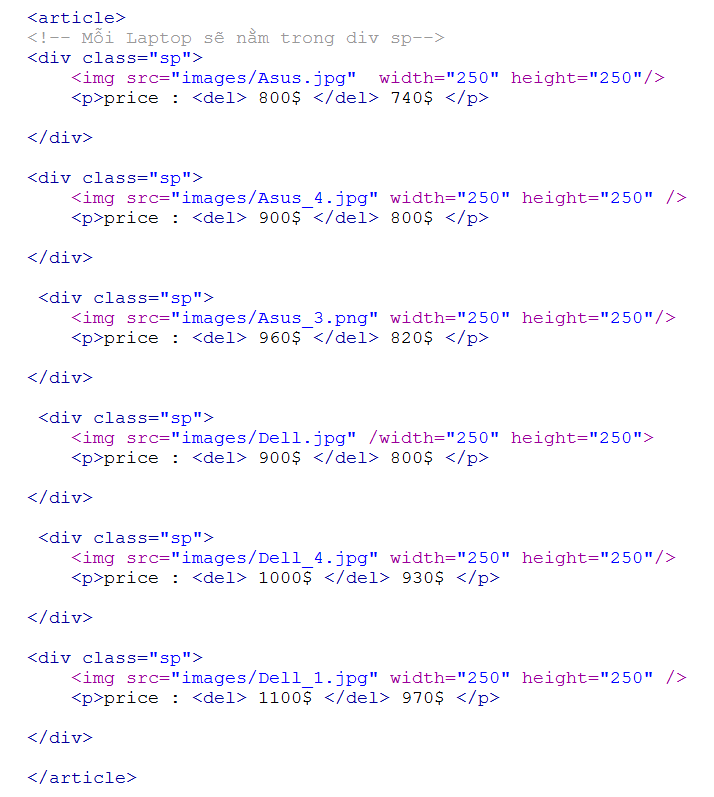 <article>
<!-- Mỗi Laptop sẽ nằm trong div sp-->
<div class="sp">
    <img src="images/Asus.jpg"  width="250" height="250"/>
    <p>price : <del> 800$ </del> 740$ </p>

</div>

<div class="sp">
    <img src="images/Asus_4.jpg" width="250" height="250" />
    <p>price : <del> 900$ </del> 800$ </p>

</div>

 <div class="sp">
    <img src="images/Asus_3.png" width="250" height="250"/>
    <p>price : <del> 960$ </del> 820$ </p>

</div>

 <div class="sp">
    <img src="images/Dell.jpg" /width="250" height="250">
    <p>price : <del> 900$ </del> 800$ </p>

</div>

 <div class="sp">
    <img src="images/Dell_4.jpg" width="250" height="250"/>
    <p>price : <del> 1000$ </del> 930$ </p>

</div>

<div class="sp">
    <img src="images/Dell_1.jpg" width="250" height="250" />
    <p>price : <del> 1100$ </del> 970$ </p>

</div>

</article>